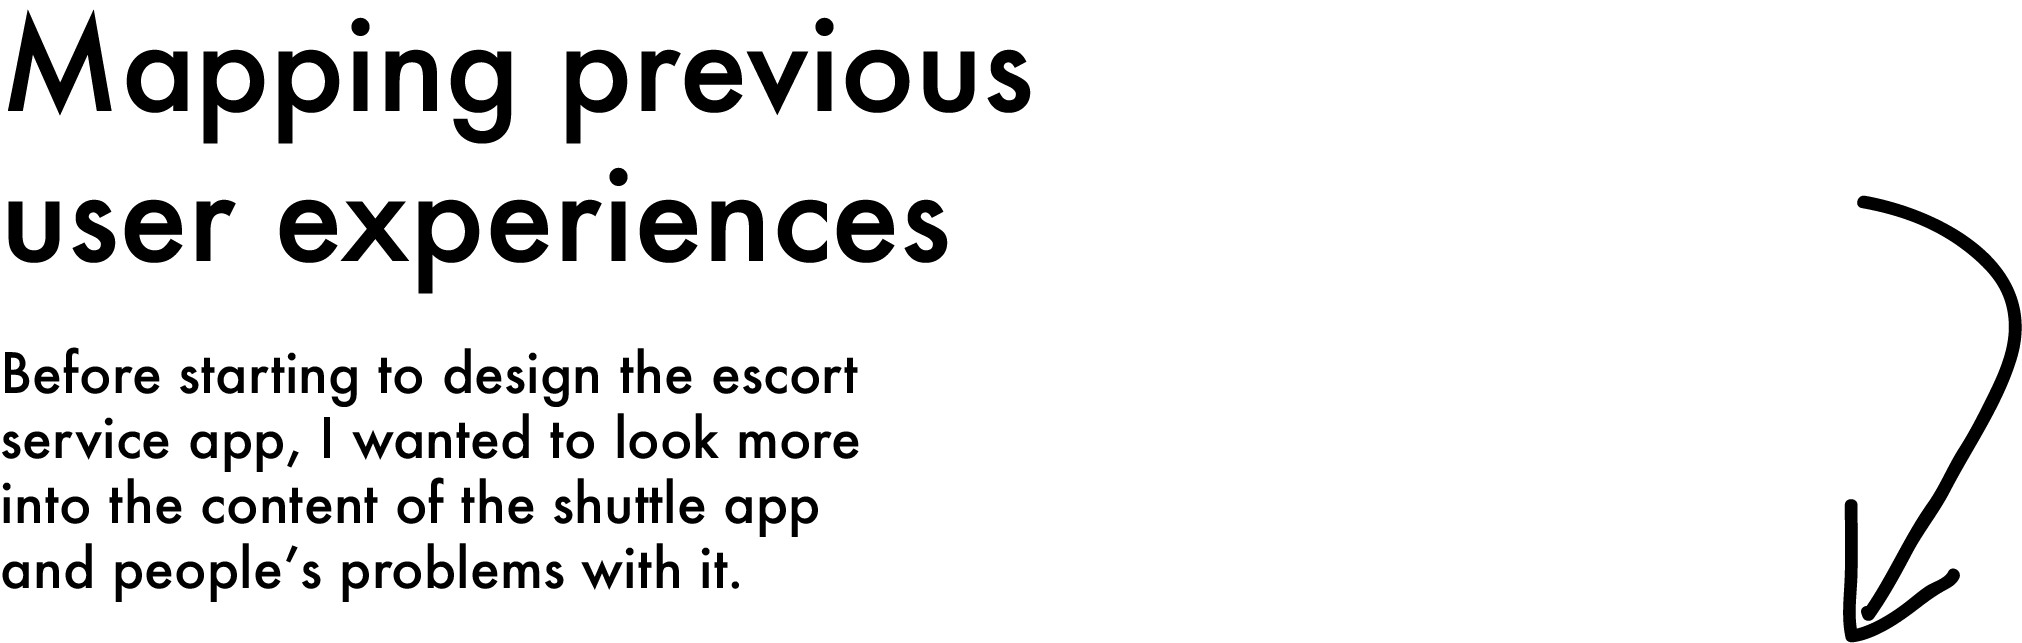 Mapping previous
user experiences
Before starting to design the escort
service app, I wanted to look more
into the content of the shuttle app
and people’s problems with it.